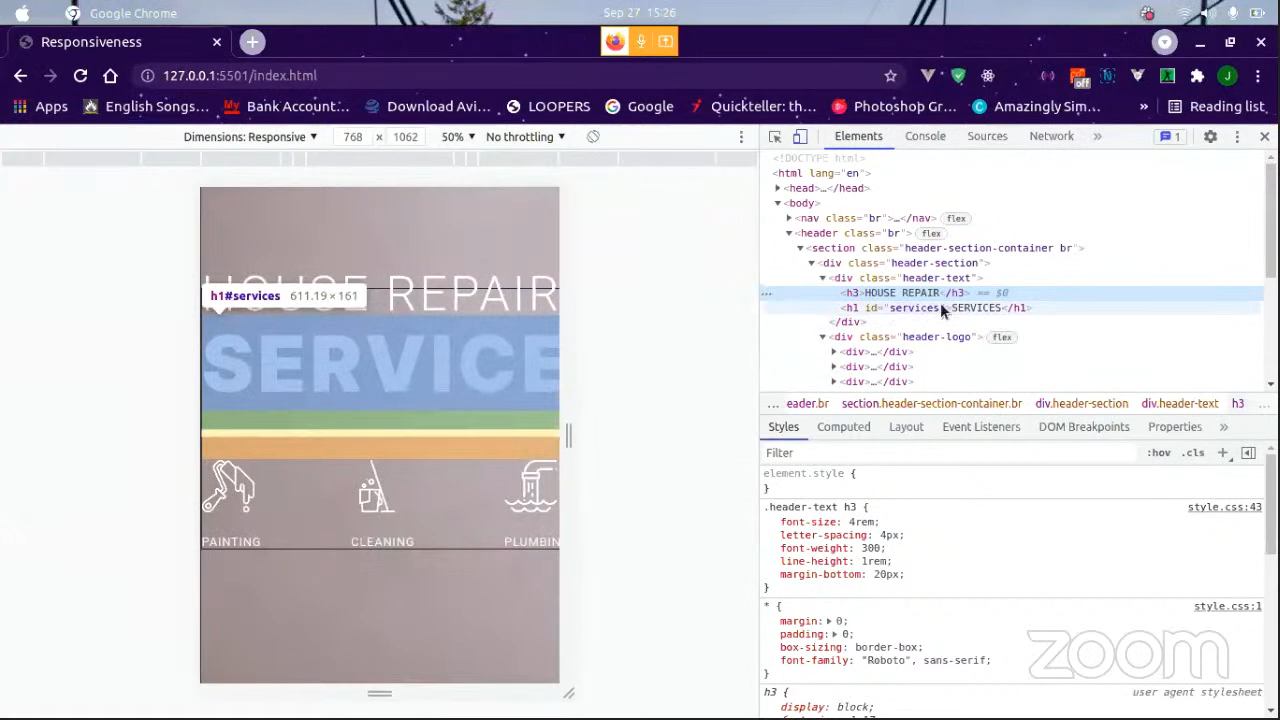 Google Chrome
Sep 27 15:26
Responsiveness
127.0.0.1:5501/index.html
off
J
Apps
English Songs...
My Bank Account:...
Download Avi...
LOOPERS
Google
Quickteller: th...
Photoshop Gr...
C Amazingly Sim...
»
Reading list
Dimensions: Responsive 768 × 1062 50% No throttling
Elements Console Sources Network » 1
<!DOCTYPE html>
<html lang="en">
<head>…</head>
<body>
<nav class="br">…</nav> flex
<header class="br"> flex
<section class="header-section-container br">
<div class="header-section">
<div class="header-text">
<h3>HOUSE REPAIR</h3> == $0
<h1 id="services">SERVICES</h1>
</div>
<div class="header-logo"> flex
<div>…</div>
<div>…</div>
<div>…</div>
... eader.br section.header-section-container.br div.header-section div.header-text h3 ...
Styles Computed Layout Event Listeners DOM Breakpoints Properties »
Filter :hov .cls +
element.style {
}
.header-text h3 { style.css:43
font-size: 4rem;
letter-spacing: 4px;
font-weight: 300;
line-height: 1rem;
margin-bottom: 20px;
}
* { style.css:1
margin: 0;
padding: 0;
box-sizing: border-box;
font-family: "Roboto", sans-serif;
}
h3 { user agent stylesheet
display: block;
HOUSE REPAIR
h1#services 611.19 × 161
SERVICE
PAINTING CLEANING PLUMBIN
zoom